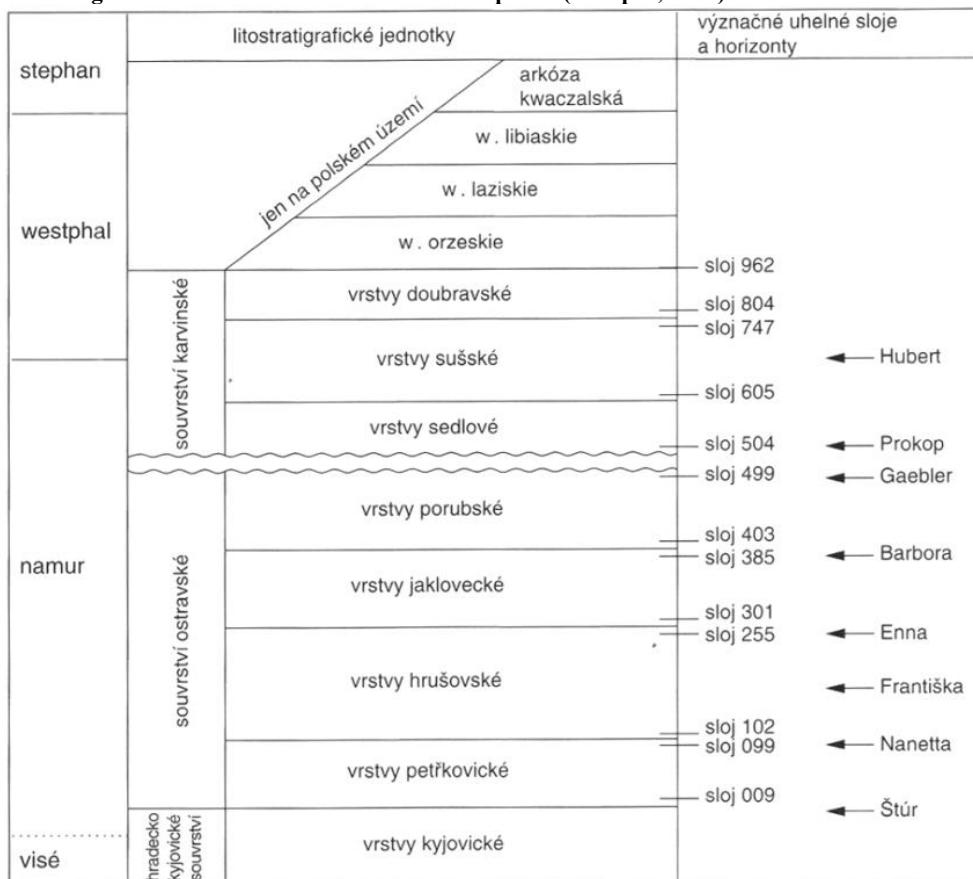 litostratigrafické jednotky
význačné uhelné sloje
a horizonty
stephan
arkóza
kwaczalská
jen na polském území
w. libiaskie
w. laziskie
westphal
w. orzeskie
sloj 962
souvrství karvinské
vrstvy doubravské
sloj 804
sloj 747
vrstvy sušské
Hubert
sloj 605
vrstvy sedlové
sloj 504
Prokop
sloj 499
Gaebler
namur
souvrství ostravské
vrstvy porubské
sloj 403
sloj 385
Barbora
vrstvy jaklovecké
sloj 301
sloj 255
Enna
vrstvy hrušovské
Františka
sloj 102
sloj 099
Nanetta
vrstvy petřkovické
sloj 009
Štúr
visé
hradecko
kyjovické
souvrství
vrstvy kyjovické